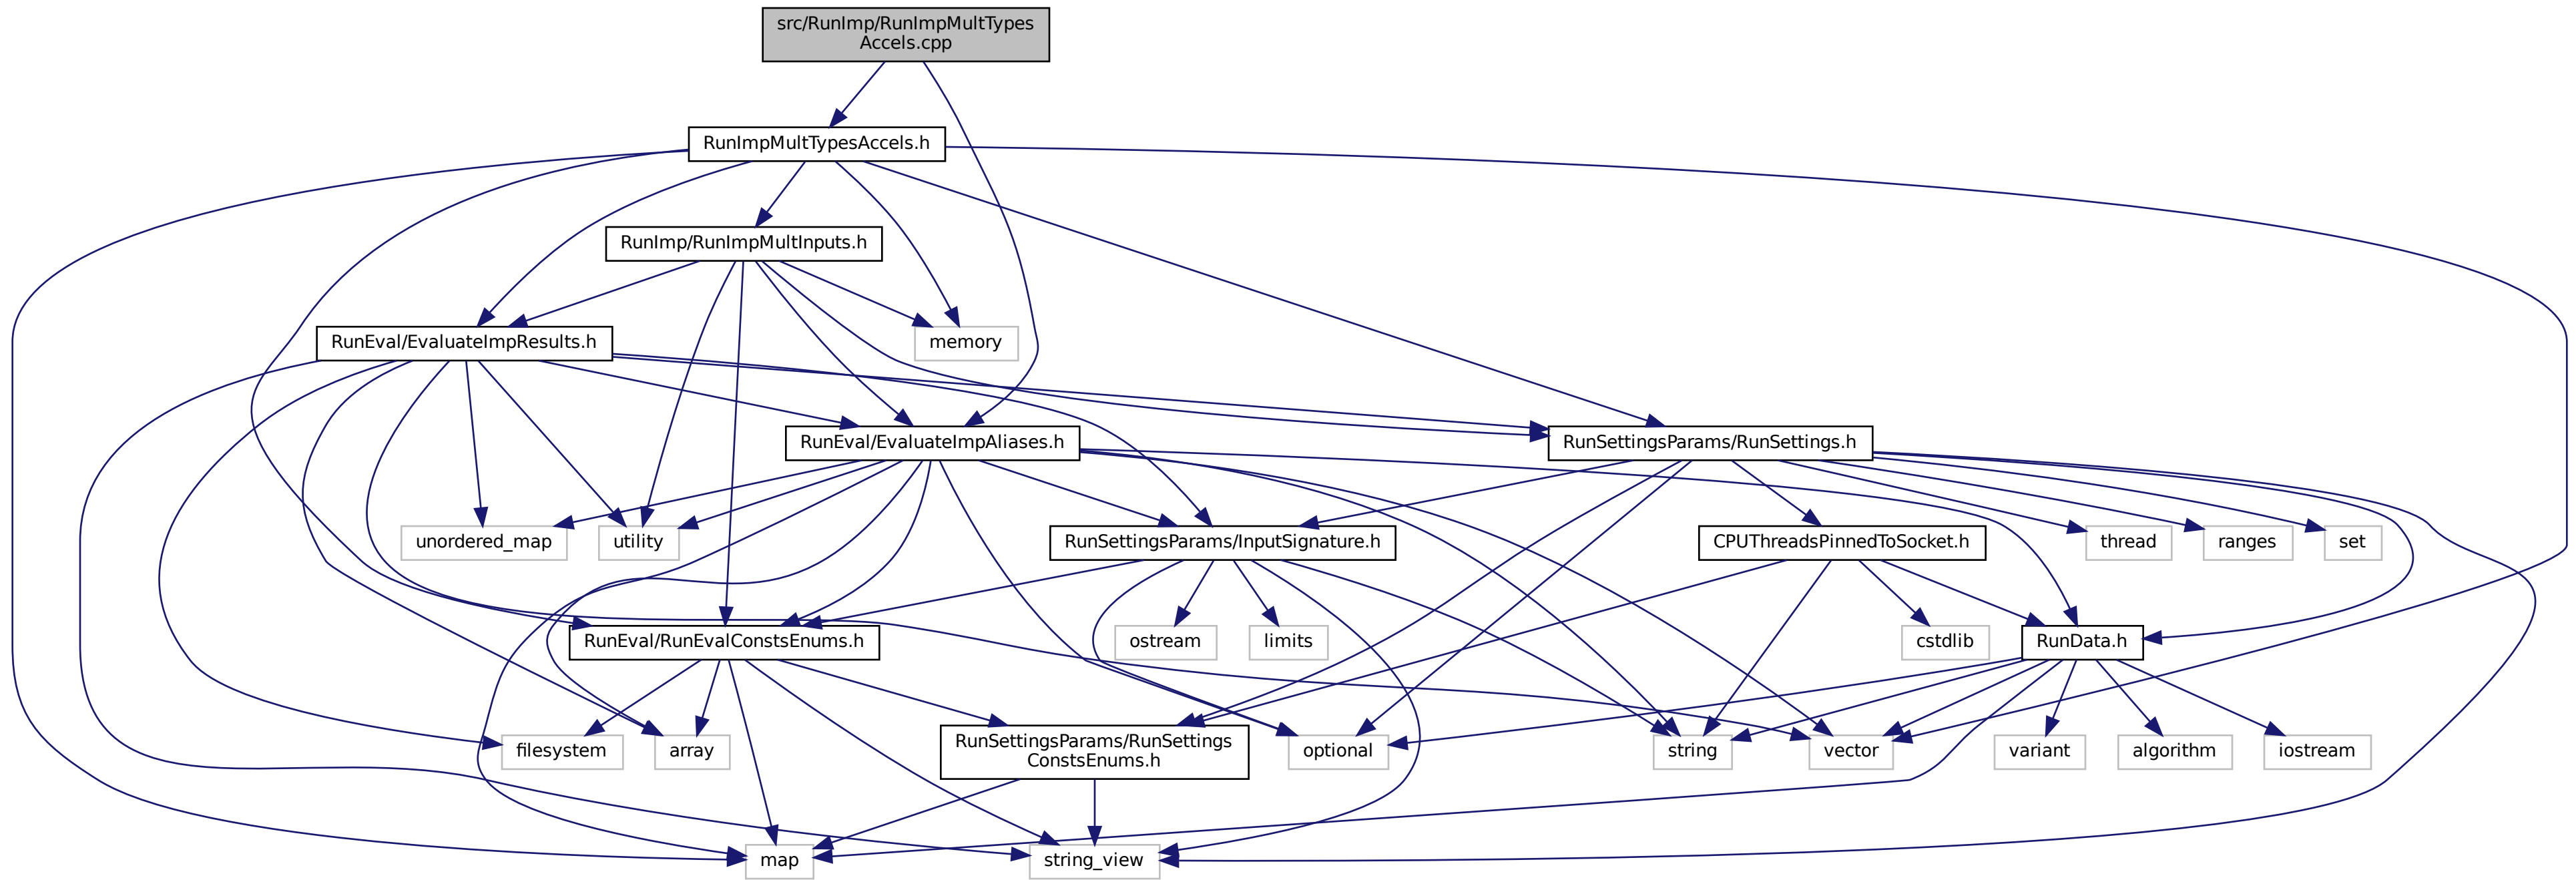 src/RunImp/RunImpMultTypes
Accels.cpp
RunImpMultTypesAccels.h
RunImp/RunImpMultInputs.h
RunEval/EvaluateImpResults.h
memory
RunEval/EvaluateImpAliases.h
RunSettingsParams/RunSettings.h
unordered_map
utility
RunSettingsParams/InputSignature.h
CPUThreadsPinnedToSocket.h
thread
ranges
set
RunEval/RunEvalConstsEnums.h
ostream
limits
cstdlib
RunData.h
filesystem
array
RunSettingsParams/RunSettings
ConstsEnums.h
optional
string
vector
variant
algorithm
iostream
map
string_view